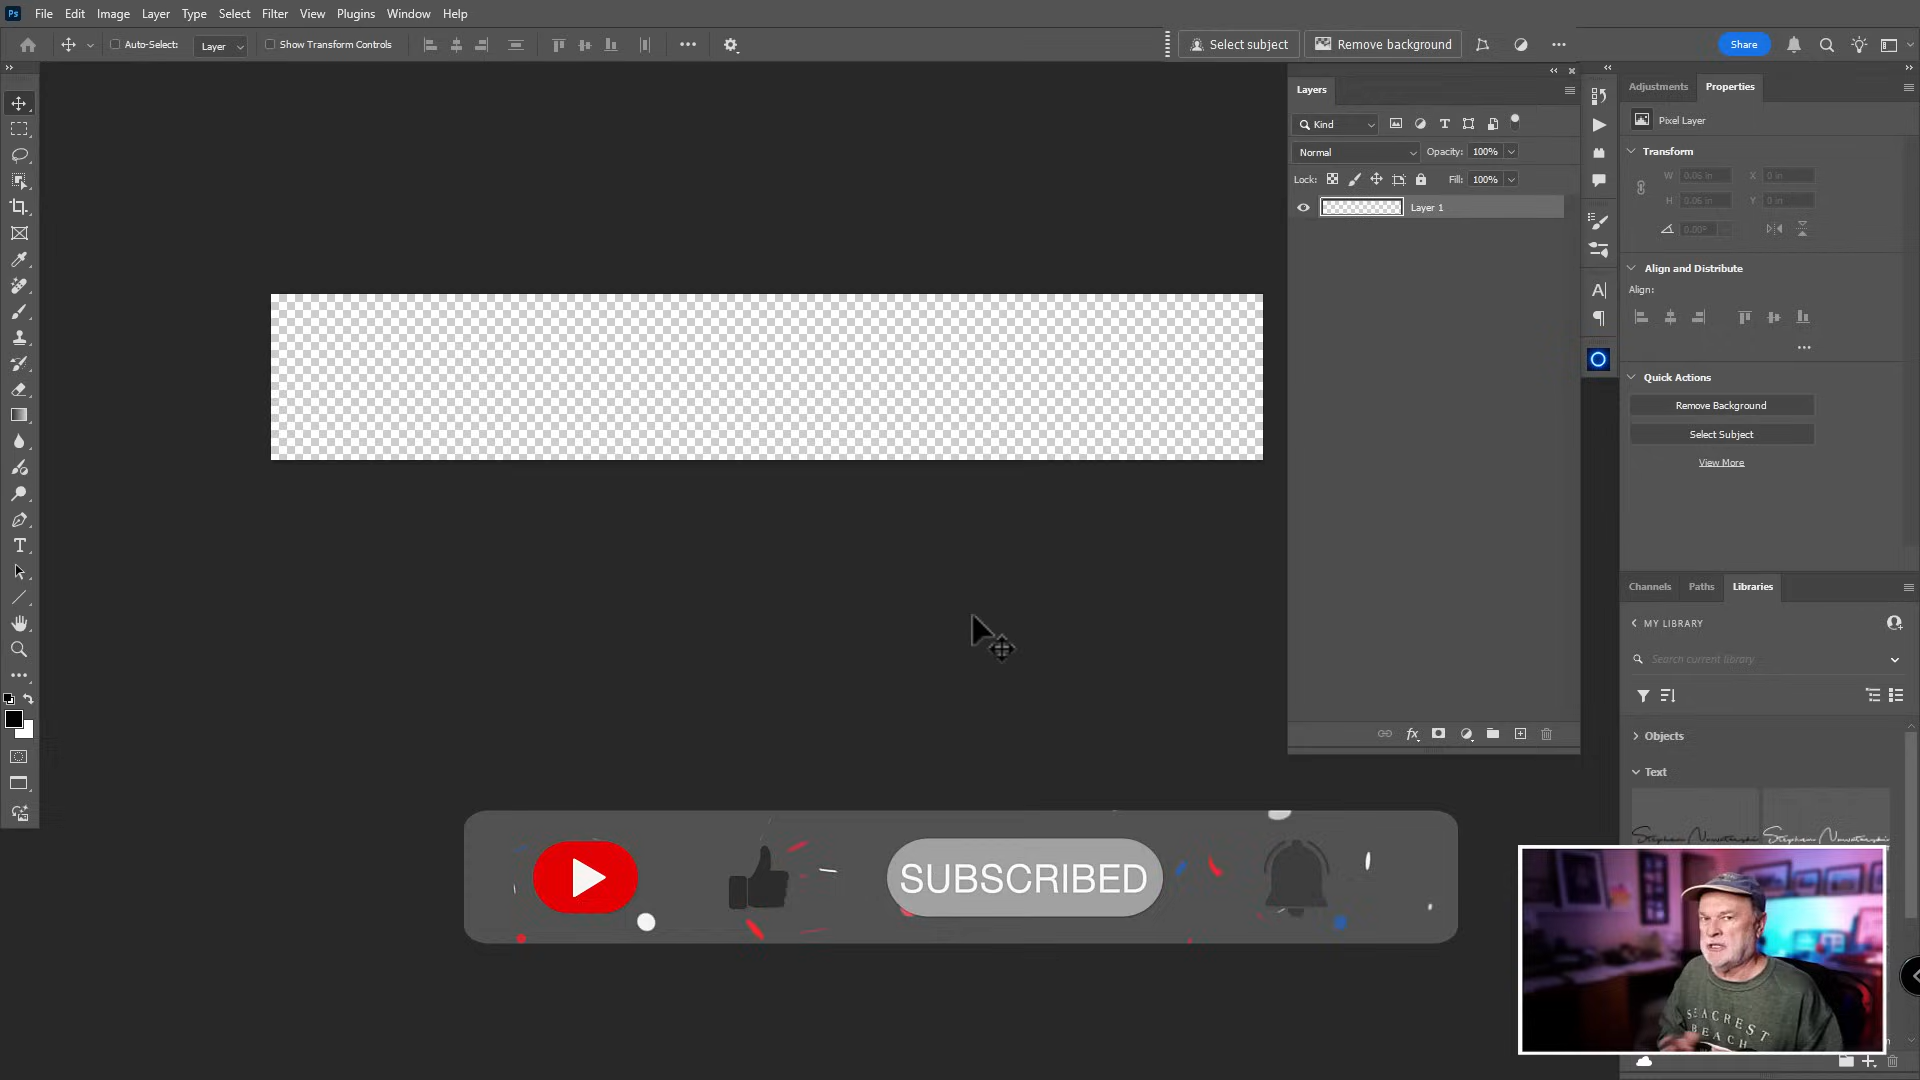 Ps File Edit Image Layer Type Select Filter View Plugins Window Help
Auto-Select: Layer Show Transform Controls Select subject Remove background Share
Layers
Kind
Normal Opacity: 100%
Lock: Fill: 100%
Layer 1
Adjustments Properties
Pixel Layer
Transform
W 0.06 in X 0 in
H 0.06 in Y 0 in
0.00°
Align and Distribute
Align:
Quick Actions
Remove Background
Select Subject
View More
Channels Paths Libraries
MY LIBRARY
Search current library
Objects
Text
SUBSCRIBED
SEACREST
BEACH